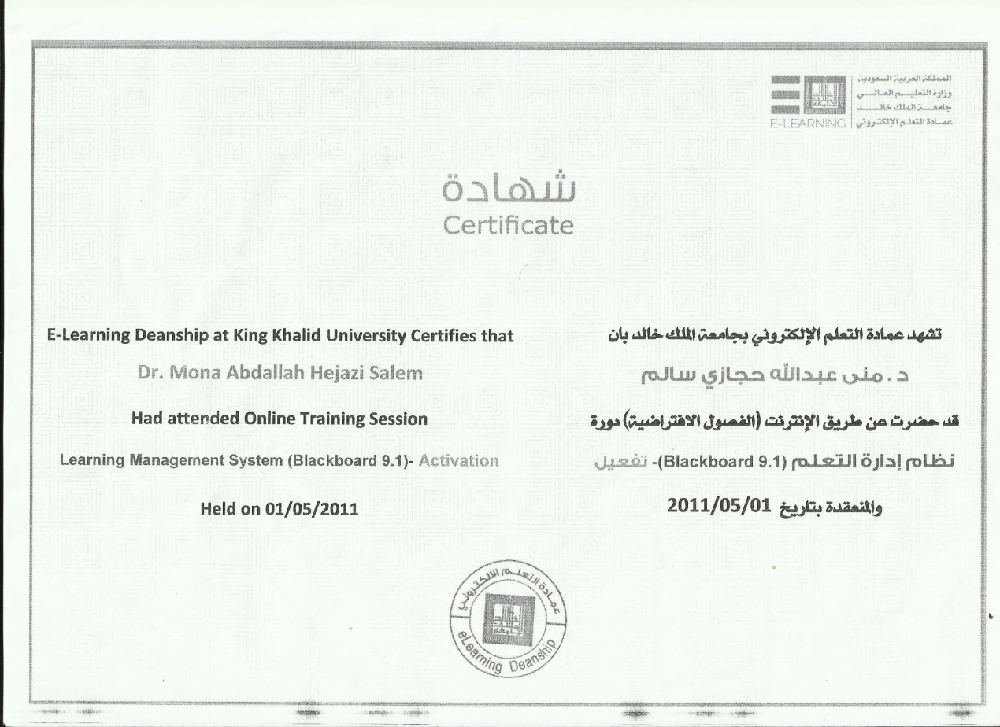 المملكة العربية السعودية
وزارة التعليم العالي
جامعة الملك خالد
عمادة التعلم الإلكتروني
E-LEARNING
شهادة
Certificate
E-Learning Deanship at King Khalid University Certifies that
Dr. Mona Abdallah Hejazi Salem
Had attended Online Training Session
Learning Management System (Blackboard 9.1)- Activation
Held on 01/05/2011
تشهد عمادة التعلم الإلكتروني بجامعة الملك خالد بان
د. منى عبدالله حجازي سالم
قد حضرت عن طريق الإنترنت (الفصول الافتراضية) دورة
نظام إدارة التعلم (Blackboard 9.1)- تفعيل
والمنعقدة بتاريخ 2011/05/01
عمادة التعلم الالكتروني
eLearning Deanship